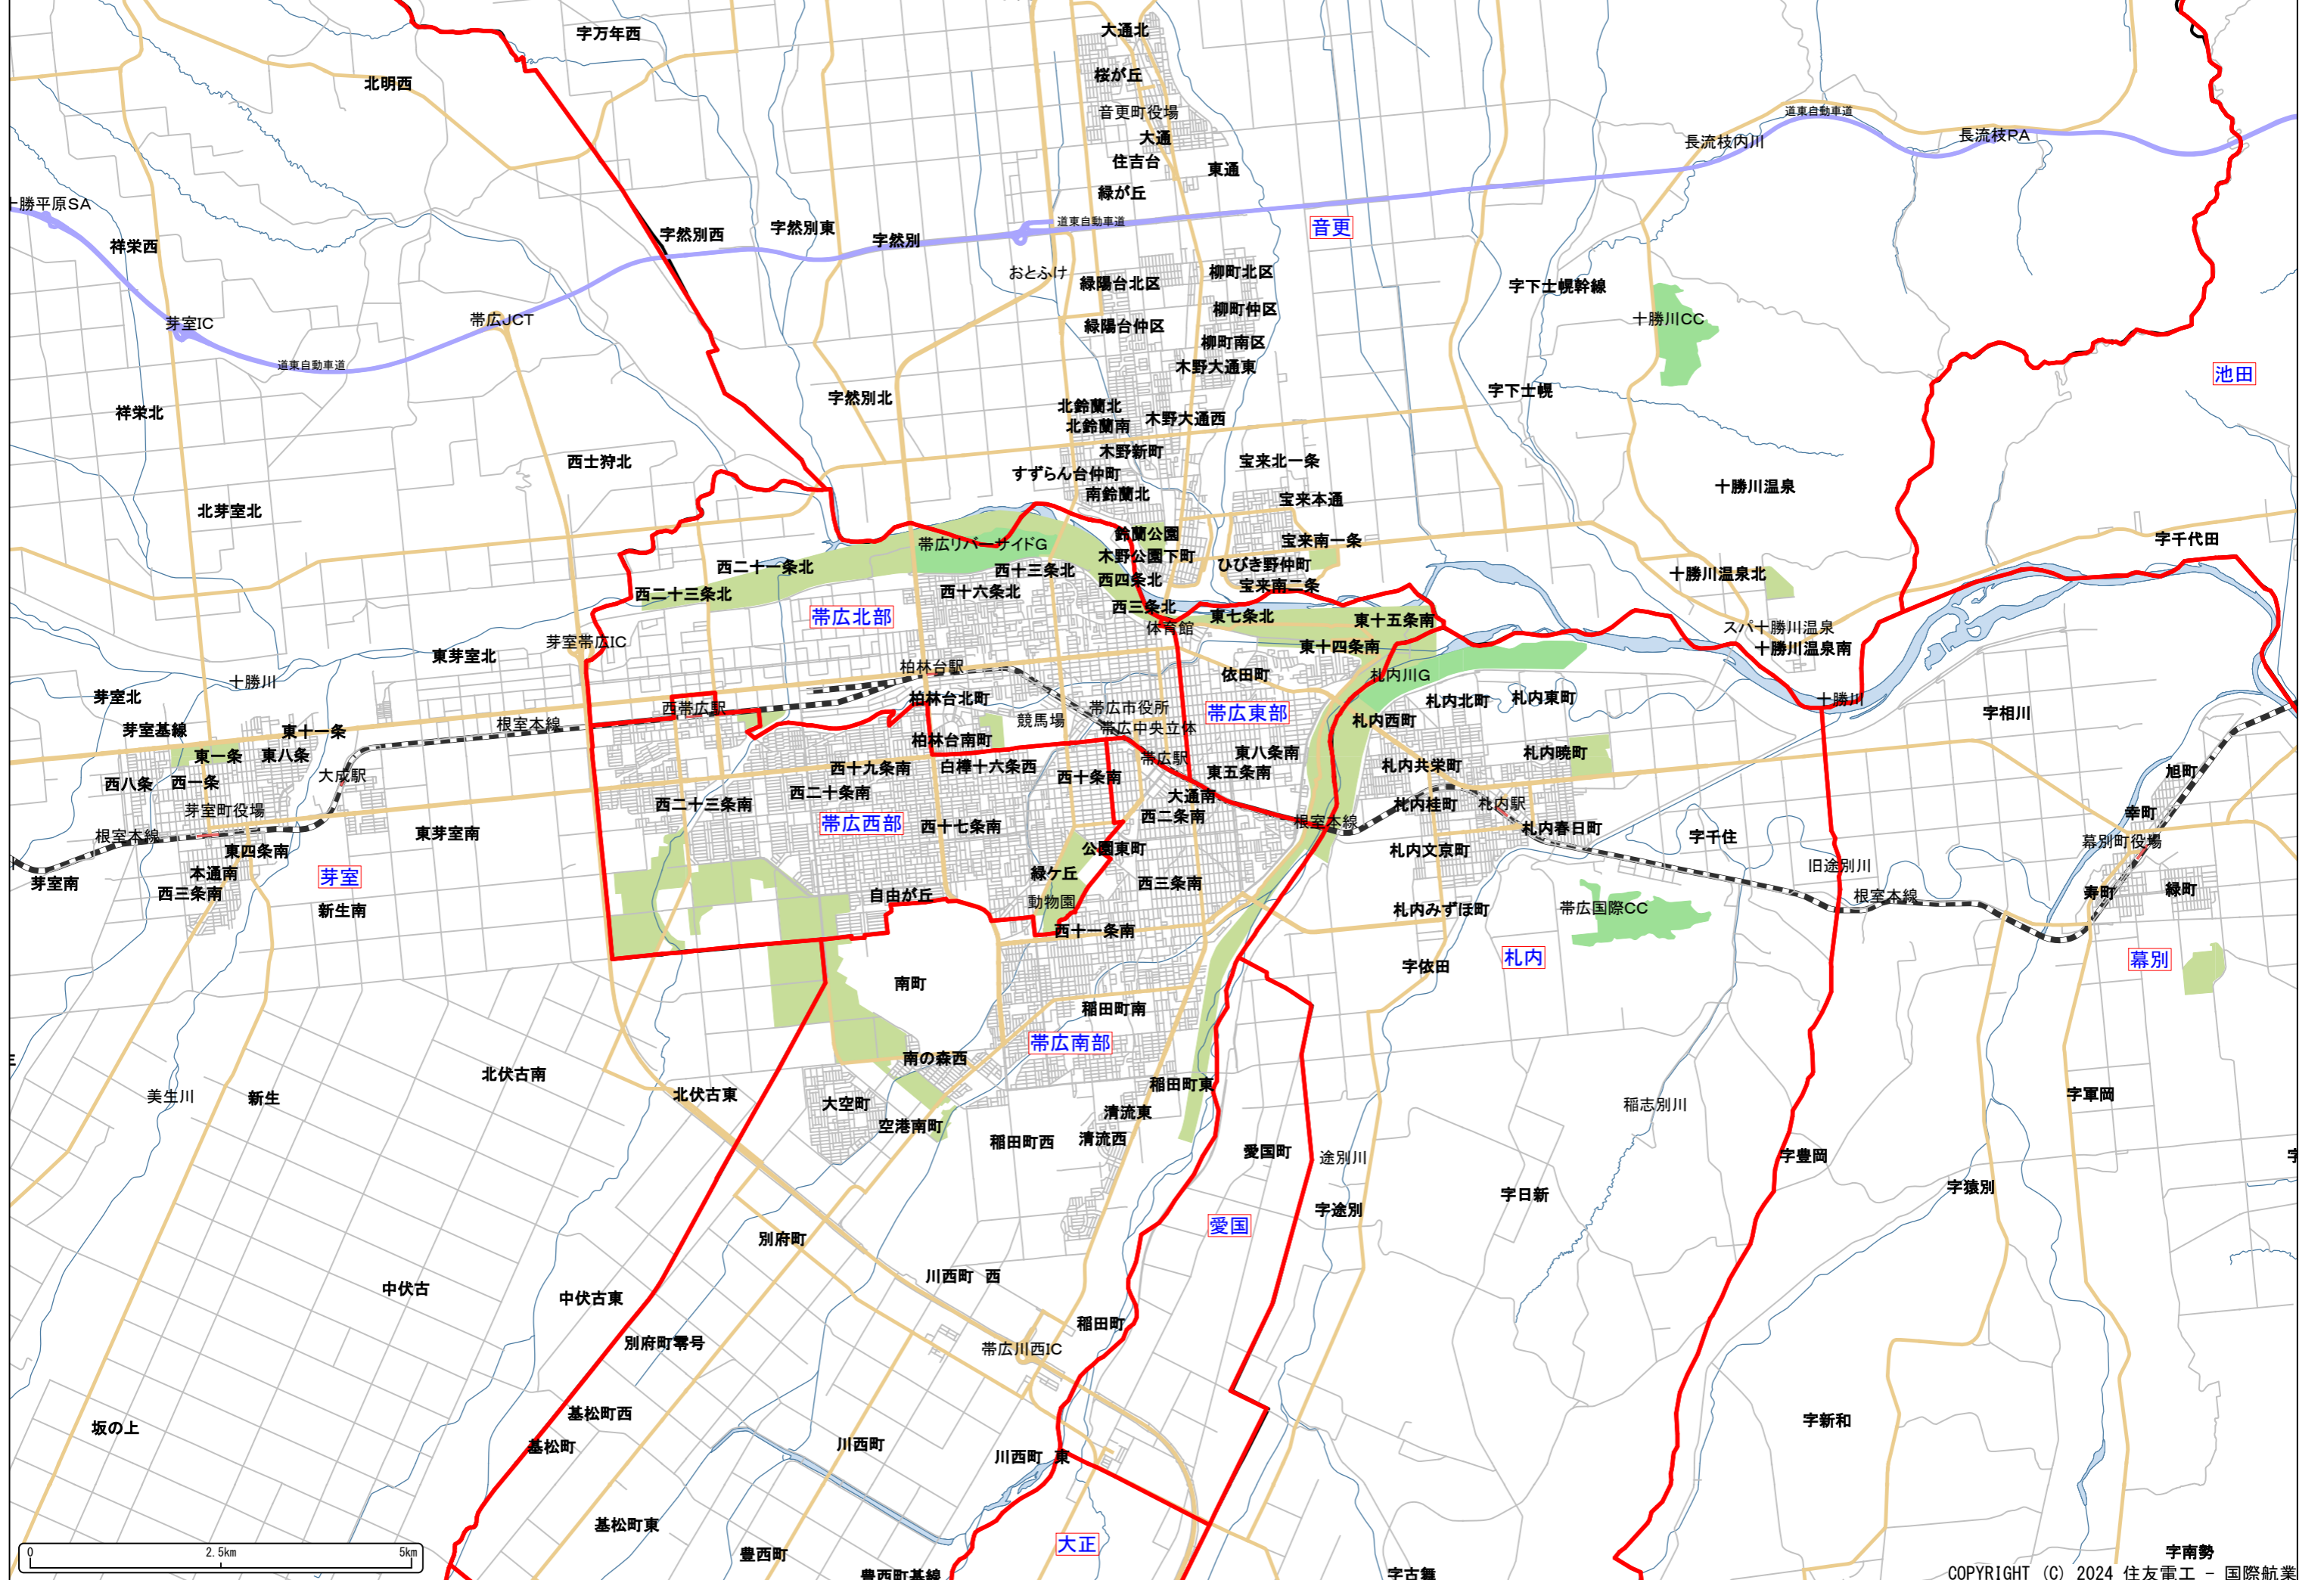 字万年西
大通北
北明西
桜が丘
音更町役場
道東自動車道
大通
長流枝内川
長流枝PA
住吉台
東通
緑が丘
十勝平原SA
道東自動車道
音更
祥栄西
字然別西
字然別東
字然別
おとふけ
柳町北区
緑陽台北区
字下士幌幹線
柳町仲区
芽室IC
帯広JCT
緑陽台仲区
十勝川CC
柳町南区
道東自動車道
木野大通東
池田
字然別北
字下士幌
祥栄北
北鈴蘭北
木野大通西
北鈴蘭南
木野新町
西士狩北
宝来北一条
すずらん台仲町
南鈴蘭北
十勝川温泉
宝来本通
北芽室北
鈴蘭公園
帯広リバーサイドG
宝来南一条
字千代田
木野公園下町
西二十一条北
西十三条北
ひびき野仲町
西四条北
十勝川温泉北
西二十三条北
西十六条北
宝来南二条
西三条北
帯広北部
東七条北
東十五条南
体育館
スパ十勝川温泉
芽室帯広IC
東十四条南
十勝川温泉南
東芽室北
柏林台駅
依田町
札内川G
十勝川
芽室北
柏林台北町
札内北町
札内東町
十勝川
西帯広駅
帯広市役所
帯広東部
字相川
競馬場
札内西町
根室本線
芽室基線
東十一条
帯広中央立体
柏林台南町
東一条
東八条
帯広駅
東八条南
札内暁町
西十九条南
白樺十六条西
札内共栄町
大成駅
西十条南
東五条南
旭町
西八条
西一条
西二十条南
大通南
西二十三条南
札内桂町
札内駅
芽室町役場
西二条南
幸町
帯広西部
西十七条南
根室本線
札内春日町
根室本線
東芽室南
字千住
幕別町役場
東四条南
公園東町
札内文京町
旧途別川
本通南
芽室
緑ケ丘
芽室南
西三条南
西三条南
自由が丘
根室本線
寿町
緑町
動物園
新生南
札内みずほ町
帯広国際CC
西十一条南
札内
幕別
字依田
南町
稲田町南
帯広南部
南の森西
北伏古南
稲田町東
美生川
新生
北伏古東
字軍岡
大空町
清流東
稲志別川
空港南町
清流西
稲田町西
愛国町
途別川
字豊岡
字日新
字猿別
字途別
愛国
別府町
川西町 西
中伏古
中伏古東
稲田町
別府町零号
帯広川西IC
基松町西
字新和
坂の上
基松町
川西町
川西町 東
基松町東
大正
豊西町
字南勢
豊西町基線
字古舞
0 2.5km 5km
COPYRIGHT (C) 2024 住友電工 - 国際航業